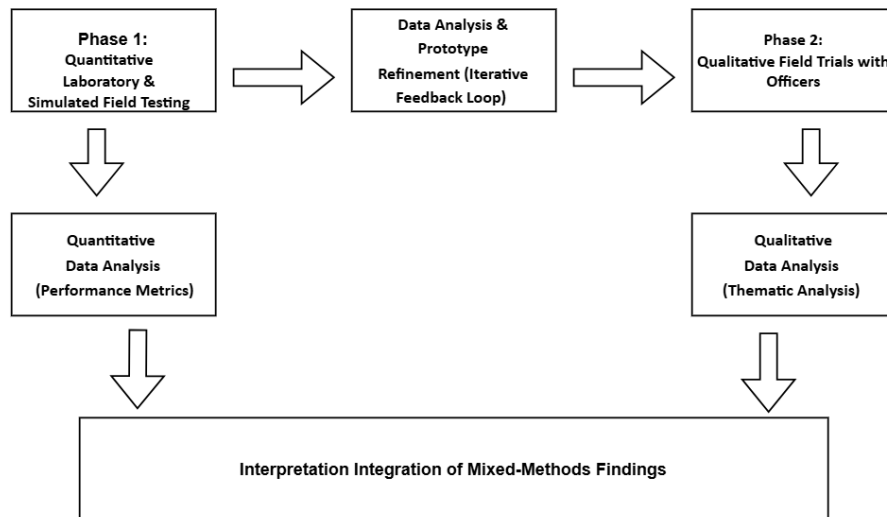 Phase 1:
Quantitative
Laboratory &
Simulated Field Testing
Data Analysis &
Prototype
Refinement (Iterative
Feedback Loop)
Phase 2:
Qualitative Field Trials with
Officers
Quantitative
Data Analysis
(Performance Metrics)
Qualitative
Data Analysis
(Thematic Analysis)
Interpretation Integration of Mixed-Methods Findings